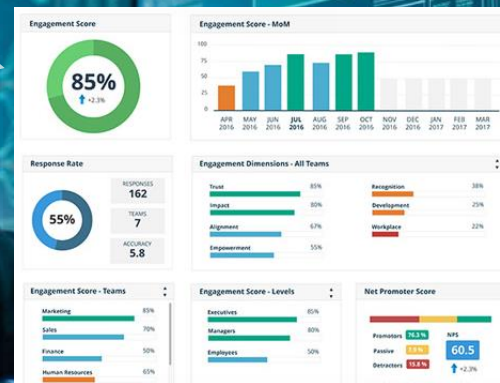 Engagement Score
85%
+2.3%
Engagement Score - MoM
100
75
50
25
0
APR 2016
MAY 2016
JUN 2016
JUL 2016
AUG 2016
SEP 2016
OCT 2016
NOV 2016
DEC 2016
JAN 2017
FEB 2017
MAR 2017
Response Rate
55%
RESPONSES
162
TEAMS
7
ACCURACY
5.8
Engagement Dimensions - All Teams
Trust 85%
Impact 80%
Alignment 67%
Empowerment 55%
Recognition 38%
Development 25%
Workplace 22%
Engagement Score - Teams
Marketing 85%
Sales 70%
Finance 50%
Human Resources 65%
Engagement Score - Levels
Executives 85%
Managers 80%
Employees 50%
Net Promoter Score
Promoters 76.3 %
Passive
Detractors 15.8 %
NPS
60.5
+2.3%